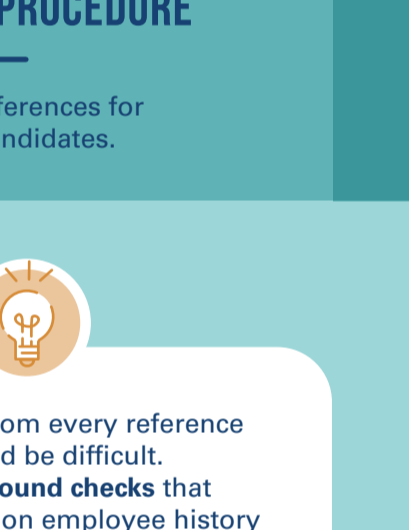 PROCEDURE
ferences for
ndidates.
om every reference
d be difficult.
ound checks that
on employee history